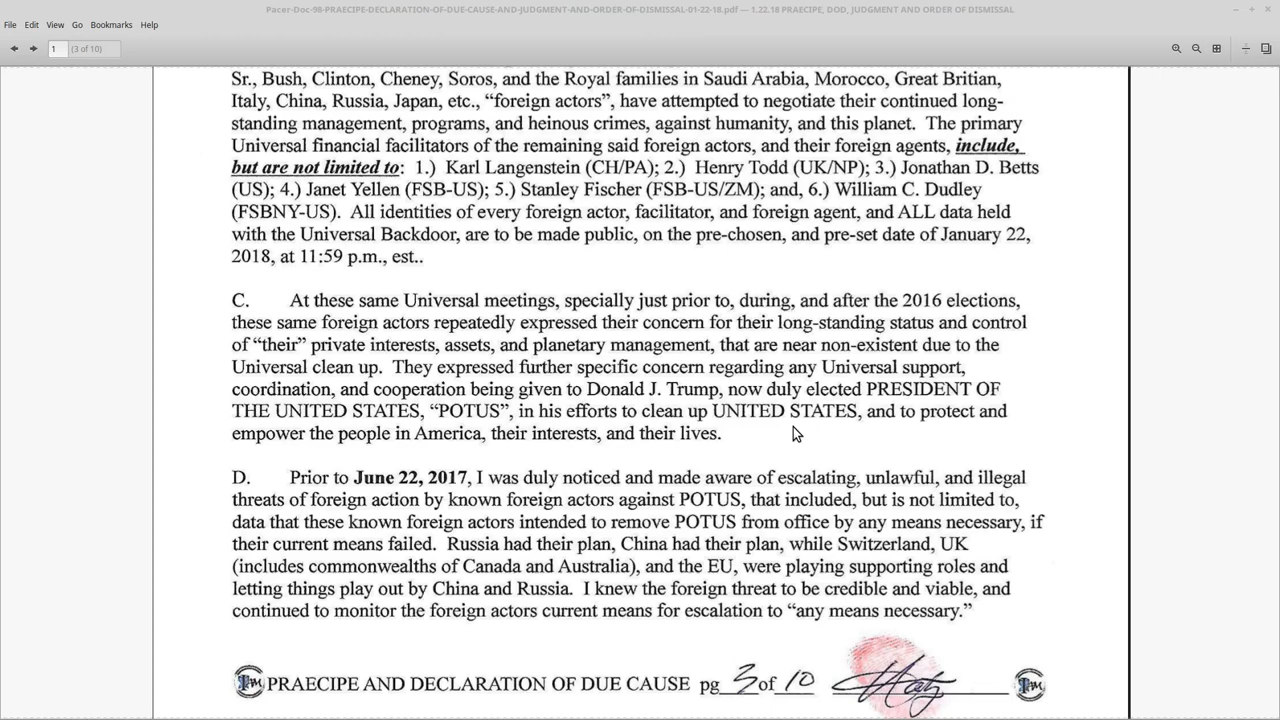 Pacer-Doc-98-PRAECIPE-DECLARATION-OF-DUE-CAUSE-AND-JUDGMENT-AND-ORDER-OF-DISMISSAL-01-22-18.pdf — 1.22.18 PRAECIPE, DOD, JUDGMENT AND ORDER OF DISMISSAL
File Edit View Go Bookmarks Help
1 (3 of 10)
Sr., Bush, Clinton, Cheney, Soros, and the Royal families in Saudi Arabia, Morocco, Great Britian,
Italy, China, Russia, Japan, etc., “foreign actors”, have attempted to negotiate their continued long-
standing management, programs, and heinous crimes, against humanity, and this planet. The primary
Universal financial facilitators of the remaining said foreign actors, and their foreign agents, include,
but are not limited to: 1.) Karl Langenstein (CH/PA); 2.) Henry Todd (UK/NP); 3.) Jonathan D. Betts
(US); 4.) Janet Yellen (FSB-US); 5.) Stanley Fischer (FSB-US/ZM); and, 6.) William C. Dudley
(FSBNY-US). All identities of every foreign actor, facilitator, and foreign agent, and ALL data held
with the Universal Backdoor, are to be made public, on the pre-chosen, and pre-set date of January 22,
2018, at 11:59 p.m., est..
C. At these same Universal meetings, specially just prior to, during, and after the 2016 elections,
these same foreign actors repeatedly expressed their concern for their long-standing status and control
of “their” private interests, assets, and planetary management, that are near non-existent due to the
Universal clean up. They expressed further specific concern regarding any Universal support,
coordination, and cooperation being given to Donald J. Trump, now duly elected PRESIDENT OF
THE UNITED STATES, “POTUS”, in his efforts to clean up UNITED STATES, and to protect and
empower the people in America, their interests, and their lives.
D. Prior to June 22, 2017, I was duly noticed and made aware of escalating, unlawful, and illegal
threats of foreign action by known foreign actors against POTUS, that included, but is not limited to,
data that these known foreign actors intended to remove POTUS from office by any means necessary, if
their current means failed. Russia had their plan, China had their plan, while Switzerland, UK
(includes commonwealths of Canada and Australia), and the EU, were playing supporting roles and
letting things play out by China and Russia. I knew the foreign threat to be credible and viable, and
continued to monitor the foreign actors current means for escalation to “any means necessary.”
PRAECIPE AND DECLARATION OF DUE CAUSE pg 3 of 10